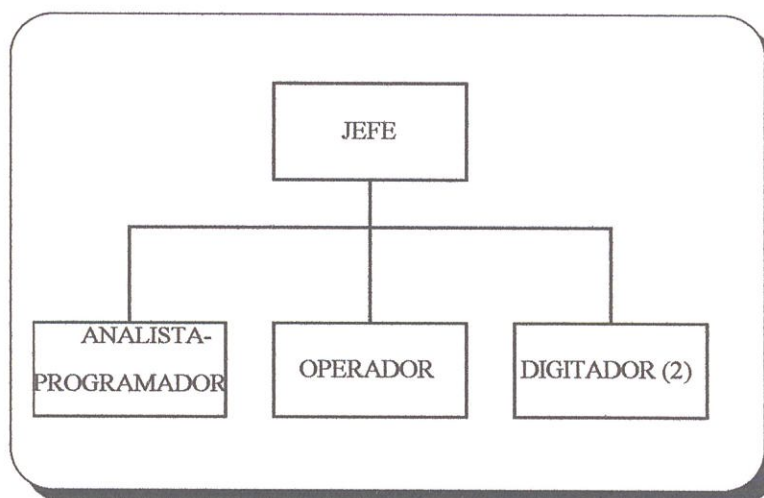 JEFE
ANALISTA-
PROGRAMADOR
OPERADOR
DIGITADOR (2)